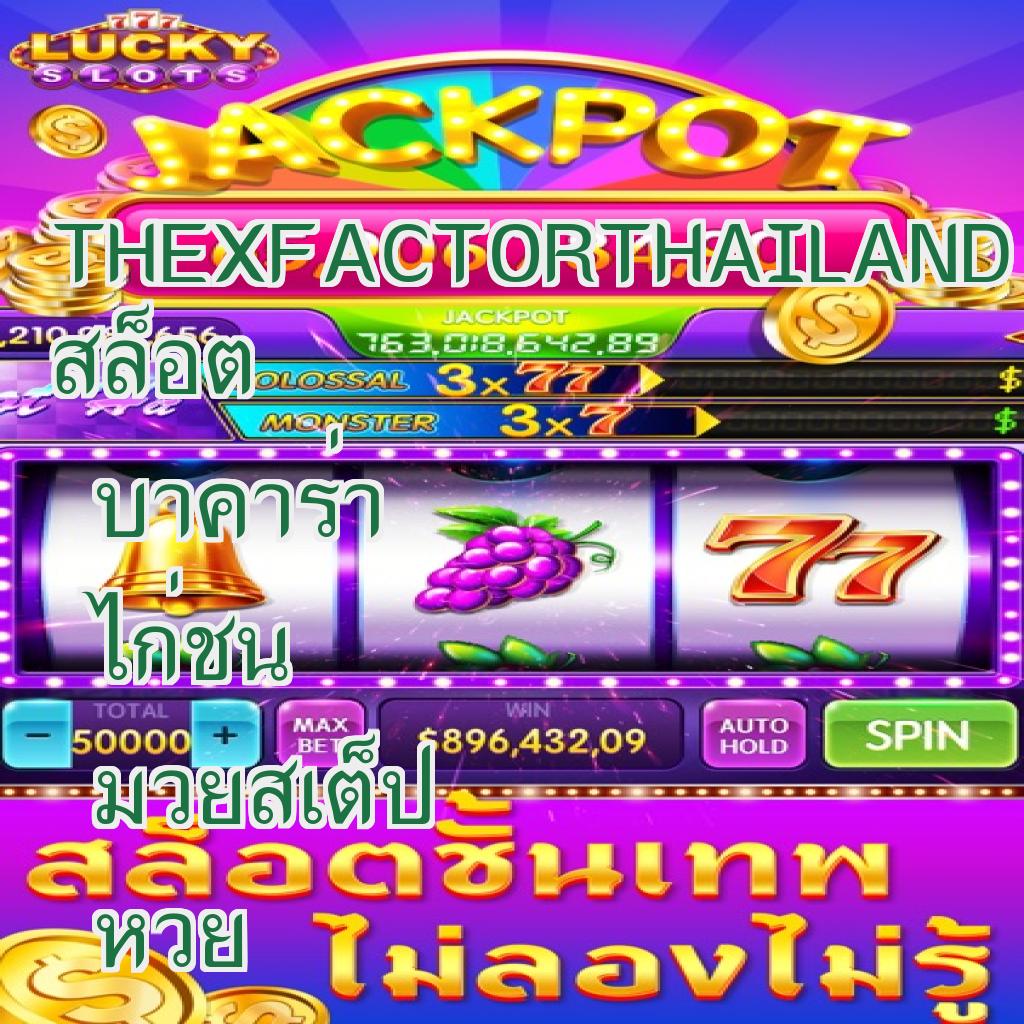 777
LUCKY
SLOTS
JACKPOT
THEXFACTORTHAILAND
JACKPOT
763,018,642.89
สล็อต
COLOSSAL 3x77 $
MONSTER 3x7 $
บาคาร่า
77
ไก่ชน
TOTAL WIN
- 50000 + MAX BET $896,432,09 AUTO HOLD SPIN
มวยสเต็ป
สล็อตชั้นเทพ
หวย
ไม่ลองไม่รู้